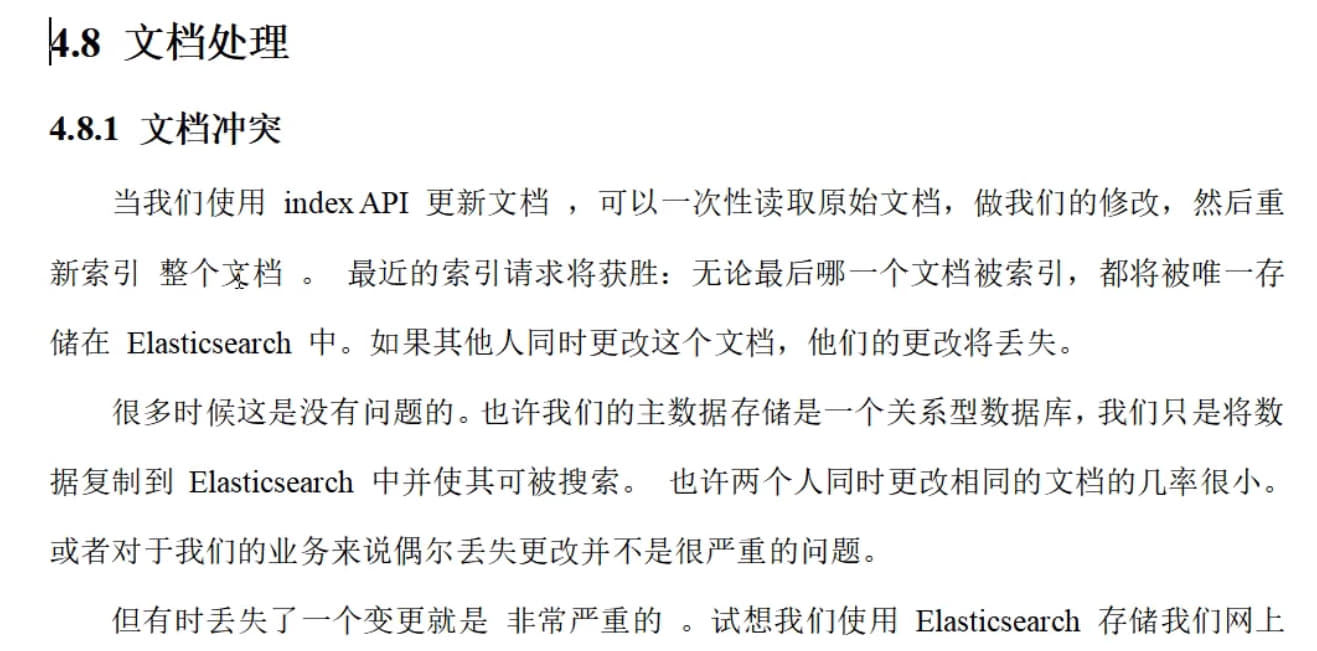 4.8 文档处理
4.8.1 文档冲突
当我们使用 index API 更新文档 ，可以一次性读取原始文档，做我们的修改，然后重
新索引 整个文档 。 最近的索引请求将获胜：无论最后哪一个文档被索引，都将被唯一存
储在 Elasticsearch 中。如果其他人同时更改这个文档，他们的更改将丢失。
很多时候这是没有问题的。也许我们的主数据存储是一个关系型数据库，我们只是将数
据复制到 Elasticsearch 中并使其可被搜索。 也许两个人同时更改相同的文档的几率很小。
或者对于我们的业务来说偶尔丢失更改并不是很严重的问题。
但有时丢失了一个变更就是 非常严重的 。试想我们使用 Elasticsearch 存储我们网上